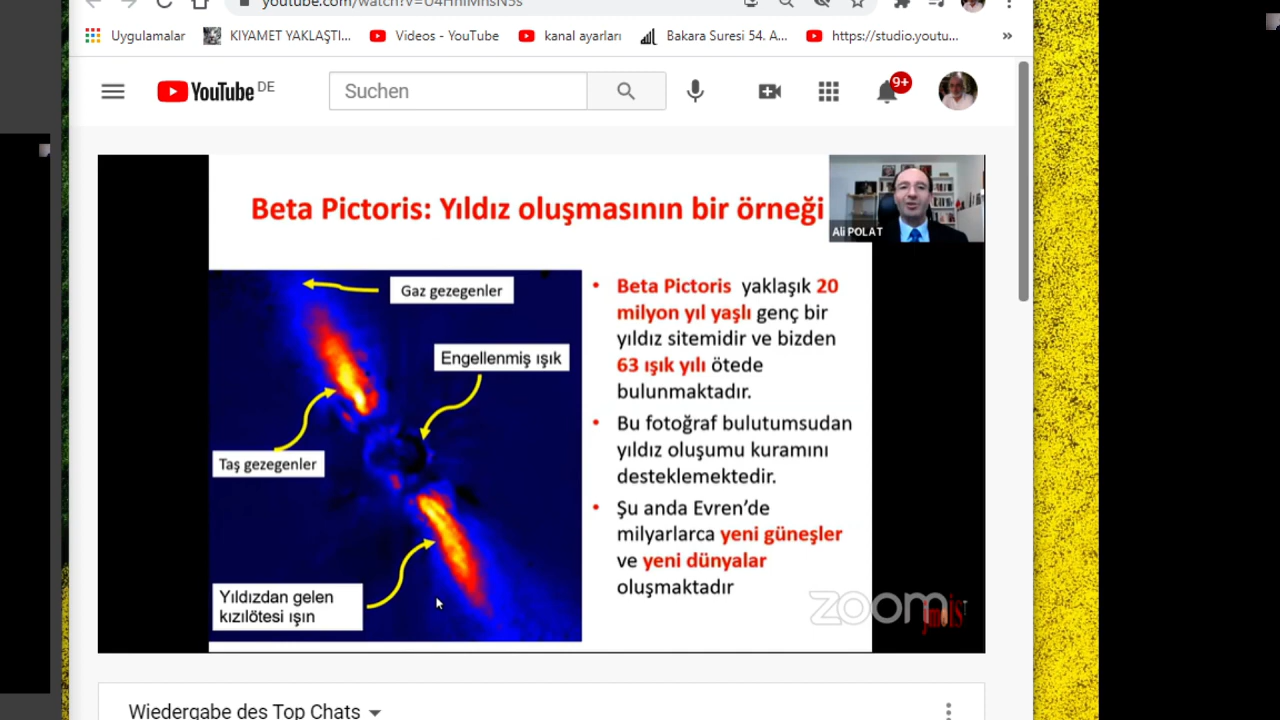 youtube.com/watch?v=
Uygulamalar
KIYAMET YAKLAŞTI...
Videos - YouTube
kanal ayarları
Bakara Suresi 54. A...
https://studio.youtu...
»
YouTube DE
Suchen
9+
Beta Pictoris: Yıldız oluşmasının bir örneği
Ali POLAT
Gaz gezegenler
Engellenmiş ışık
Taş gezegenler
Yıldızdan gelen
kızılötesi ışın
• Beta Pictoris yaklaşık 20
milyon yıl yaşlı genç bir
yıldız sitemidir ve bizden
63 ışık yılı ötede
bulunmaktadır.
• Bu fotoğraf bulutumsudan
yıldız oluşumu kuramını
desteklemektedir.
• Şu anda Evren’de
milyarlarca yeni güneşler
ve yeni dünyalar
oluşmaktadır
zoom
Wiedergabe des Top Chats